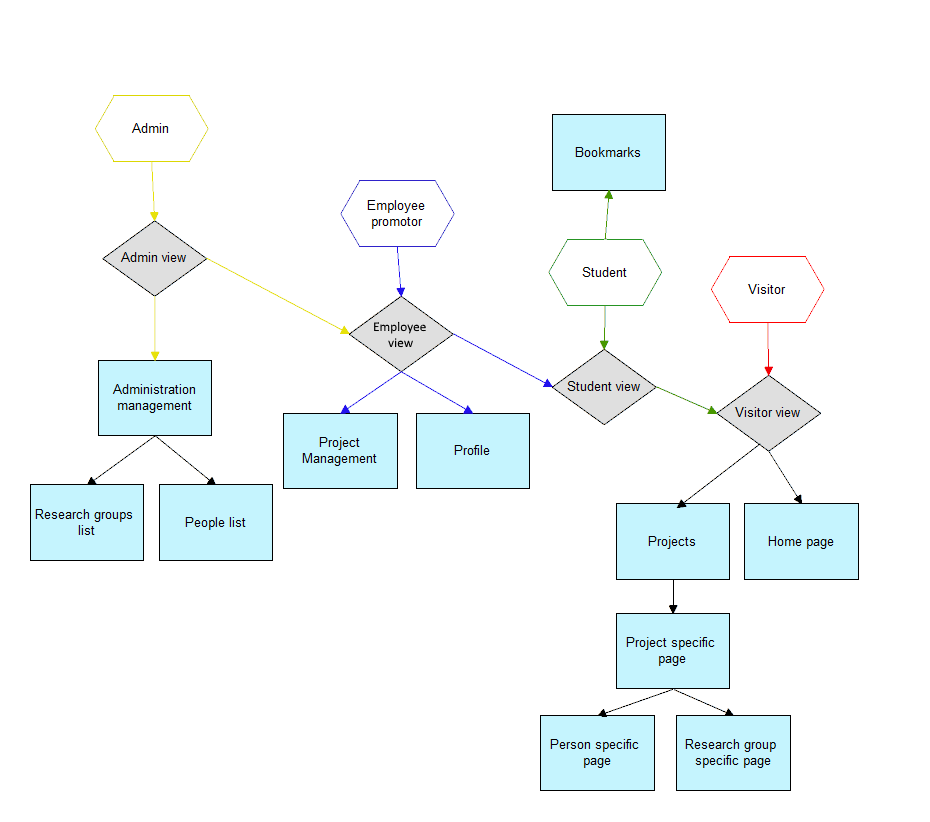 Admin
Bookmarks
Employee
promotor
Admin view
Student
Visitor
Employee
view
Student view
Visitor view
Administration
management
Project
Management
Profile
Research groups
list
People list
Projects
Home page
Project specific
page
Person specific
page
Research group
specific page